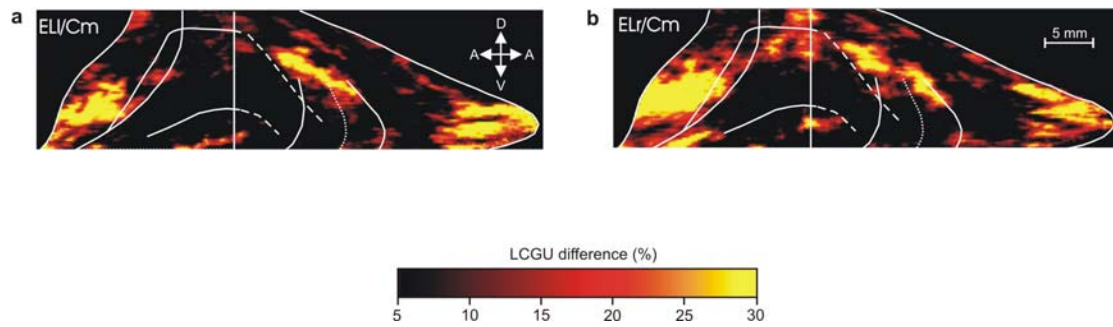 a
ELl/Cm
D
A A
V
b
ELr/Cm
5 mm
LCGU difference (%)
5 10 15 20 25 30